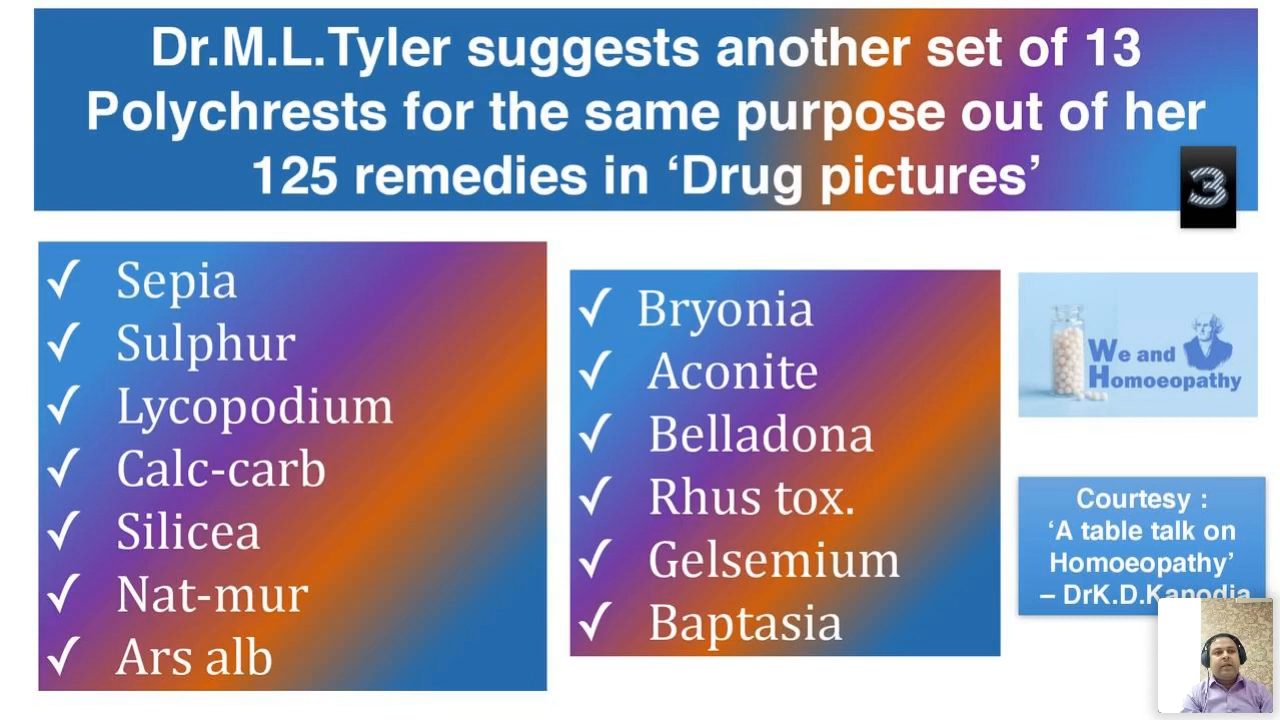 Dr.M.L.Tyler suggests another set of 13
Polychrests for the same purpose out of her
125 remedies in ‘Drug pictures’
3
✓ Sepia
✓ Sulphur
✓ Lycopodium
✓ Calc-carb
✓ Silicea
✓ Nat-mur
✓ Ars alb
✓ Bryonia
✓ Aconite
✓ Belladona
✓ Rhus tox.
✓ Gelsemium
✓ Baptasia
We and
Homoeopathy
Courtesy :
‘A table talk on
Homoeopathy’
– DrK.D.Kanodia